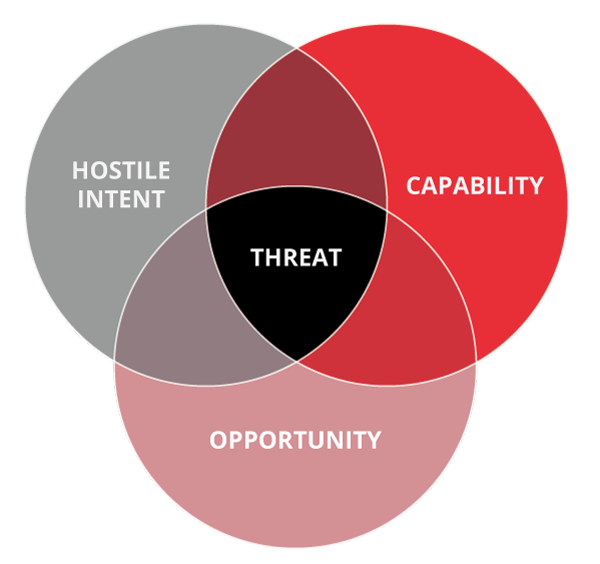 HOSTILE
INTENT
CAPABILITY
THREAT
OPPORTUNITY